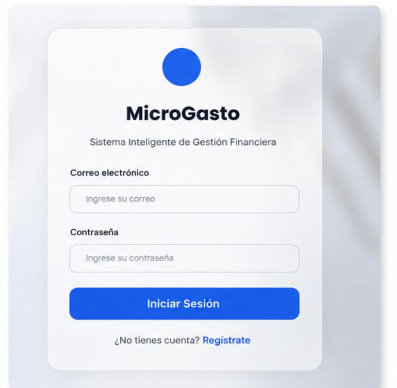 MicroGasto
Sistema Inteligente de Gestión Financiera
Correo electrónico
Ingrese su correo
Contraseña
Ingrese su contraseña
Iniciar Sesión
¿No tienes cuenta? Regístrate